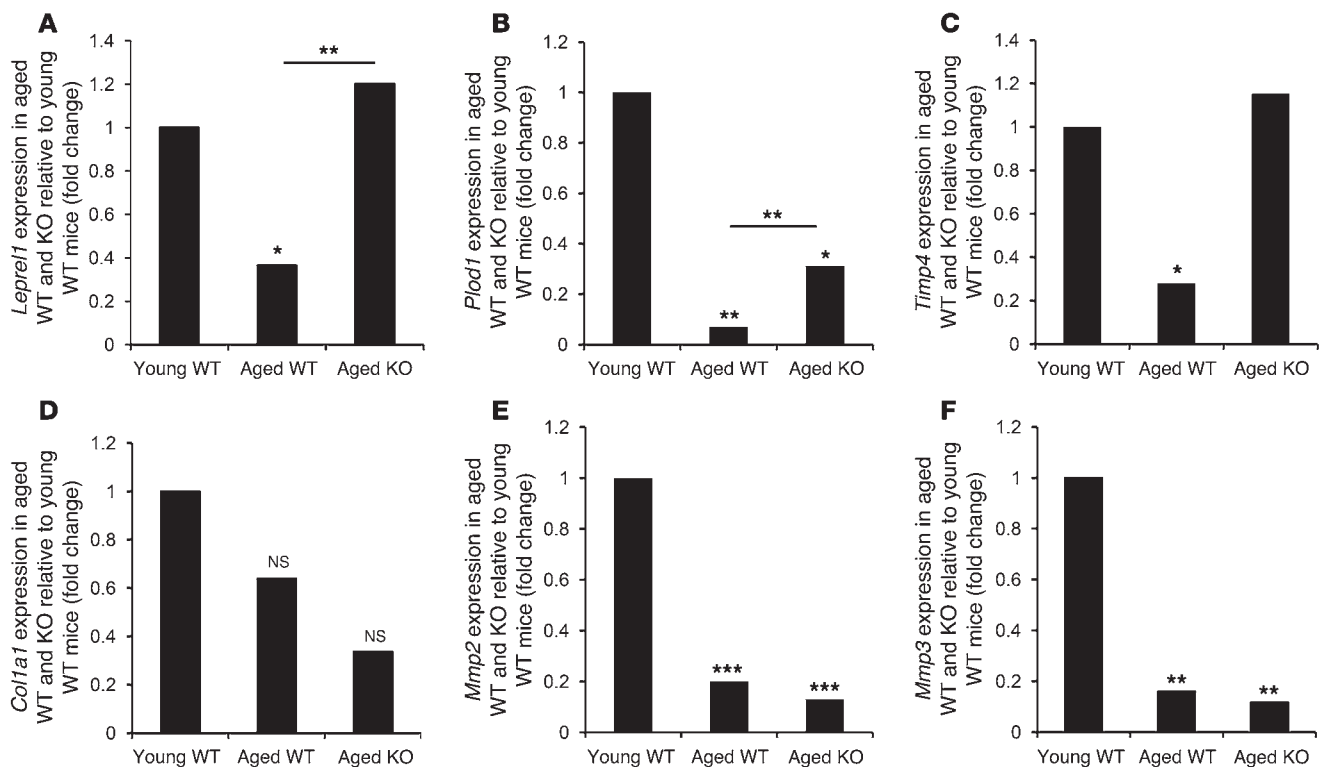 A
Leprel1 expression in aged
WT and KO relative to young
WT mice (fold change)
1.4
1.2
1
0.8
0.6
0.4
0.2
0
**
*
Young WT Aged WT Aged KO
B
Plod1 expression in aged
WT and KO relative to young
WT mice (fold change)
1.2
1
0.8
0.6
0.4
0.2
0
**
**
*
Young WT Aged WT Aged KO
C
Timp4 expression in aged
WT and KO relative to young
WT mice (fold change)
1.4
1.2
1
0.8
0.6
0.4
0.2
0
*
Young WT Aged WT Aged KO
D
Col1a1 expression in aged
WT and KO relative to young
WT mice (fold change)
1.2
1
0.8
0.6
0.4
0.2
0
NS
NS
Young WT Aged WT Aged KO
E
Mmp2 expression in aged
WT and KO relative to young
WT mice (fold change)
1.2
1
0.8
0.6
0.4
0.2
0
***
***
Young WT Aged WT Aged KO
F
Mmp3 expression in aged
WT and KO relative to young
WT mice (fold change)
1.2
1
0.8
0.6
0.4
0.2
0
**
**
Young WT Aged WT Aged KO